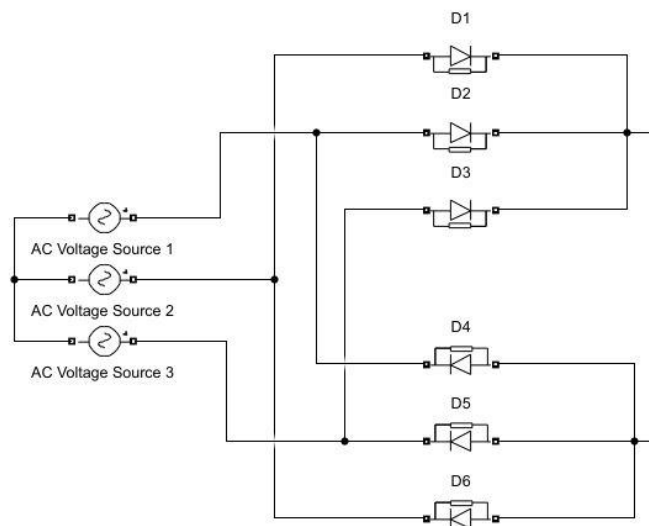 D1
D2
D3
AC Voltage Source 1
AC Voltage Source 2
AC Voltage Source 3
D4
D5
D6